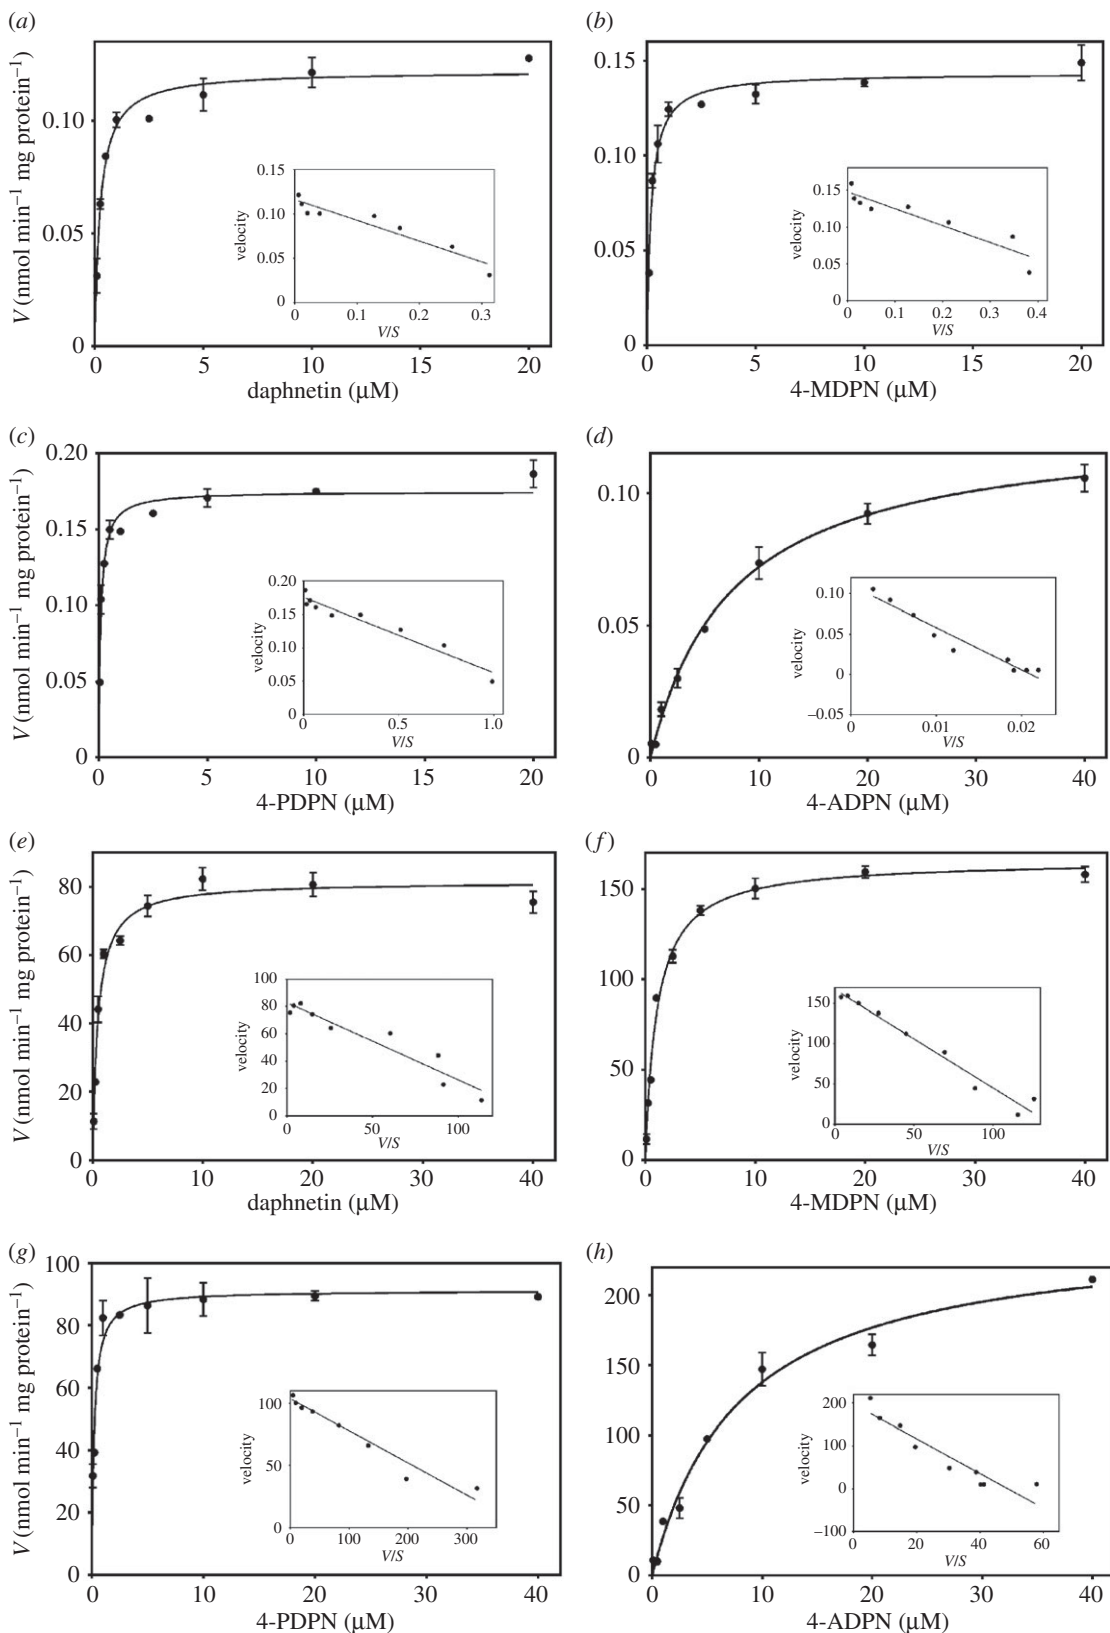 (a)
V (nmol min⁻¹ mg protein⁻¹)
0.10
0.05
0
0 5 10 15 20
daphnetin (μM)
velocity
0.15
0.10
0.05
0
0 0.1 0.2 0.3
V/S
(b)
0.15
0.10
0.05
0
0 5 10 15 20
4-MDPN (μM)
velocity
0.15
0.10
0.05
0
0 0.1 0.2 0.3 0.4
V/S
(c)
V (nmol min⁻¹ mg protein⁻¹)
0.20
0.15
0.10
0.05
0
0 5 10 15 20
4-PDPN (μM)
velocity
0.20
0.15
0.10
0.05
0
0 0.5 1.0
V/S
(d)
0.10
0.05
0
0 10 20 30 40
4-ADPN (μM)
velocity
0.10
0.05
0
−0.05
0 0.01 0.02
V/S
(e)
V (nmol min⁻¹ mg protein⁻¹)
80
60
40
20
0
0 10 20 30 40
daphnetin (μM)
velocity
100
80
60
40
20
0
0 50 100
V/S
(f)
150
100
50
0
0 10 20 30 40
4-MDPN (μM)
velocity
150
100
50
0
0 50 100
V/S
(g)
V (nmol min⁻¹ mg protein⁻¹)
100
80
60
40
20
0
0 10 20 30 40
4-PDPN (μM)
velocity
100
50
0
0 100 200 300
V/S
(h)
200
150
100
50
0
0 10 20 30 40
4-ADPN (μM)
velocity
200
100
0
−100
0 20 40 60
V/S